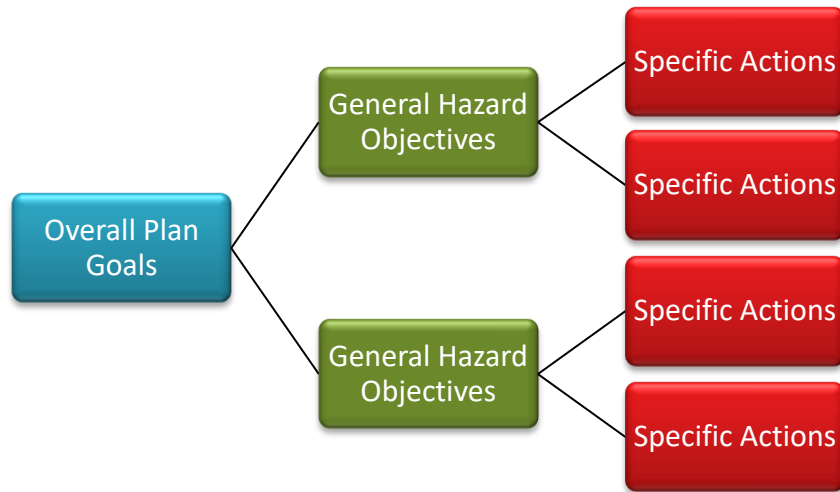 Overall Plan
Goals
General Hazard
Objectives
Specific Actions
Specific Actions
General Hazard
Objectives
Specific Actions
Specific Actions